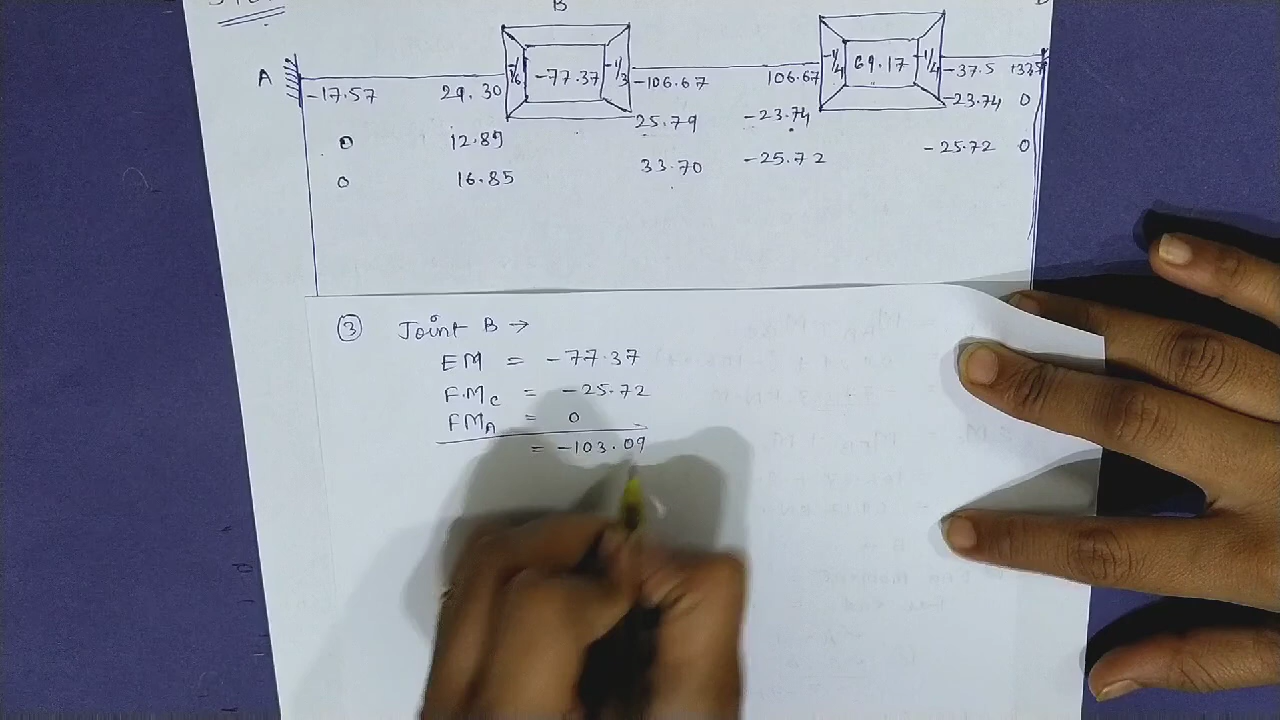 B
A
-1/6 -77.37 -1/3
-1/4 69.17 -1/4
-17.57 29.30 -106.67 106.67 -37.5
0 12.89 25.79 -23.74 -23.74 0
0 16.85 33.70 -25.72 -25.72 0
③ Joint B →
EM = -77.37
F.MC = -25.72
FMA = 0
= -103.09